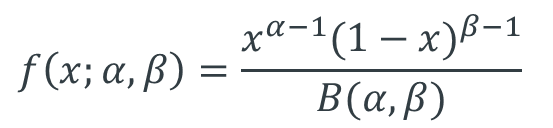 f(x; α, β) = x^{α−1}(1 − x)^{β−1} / B(α, β)